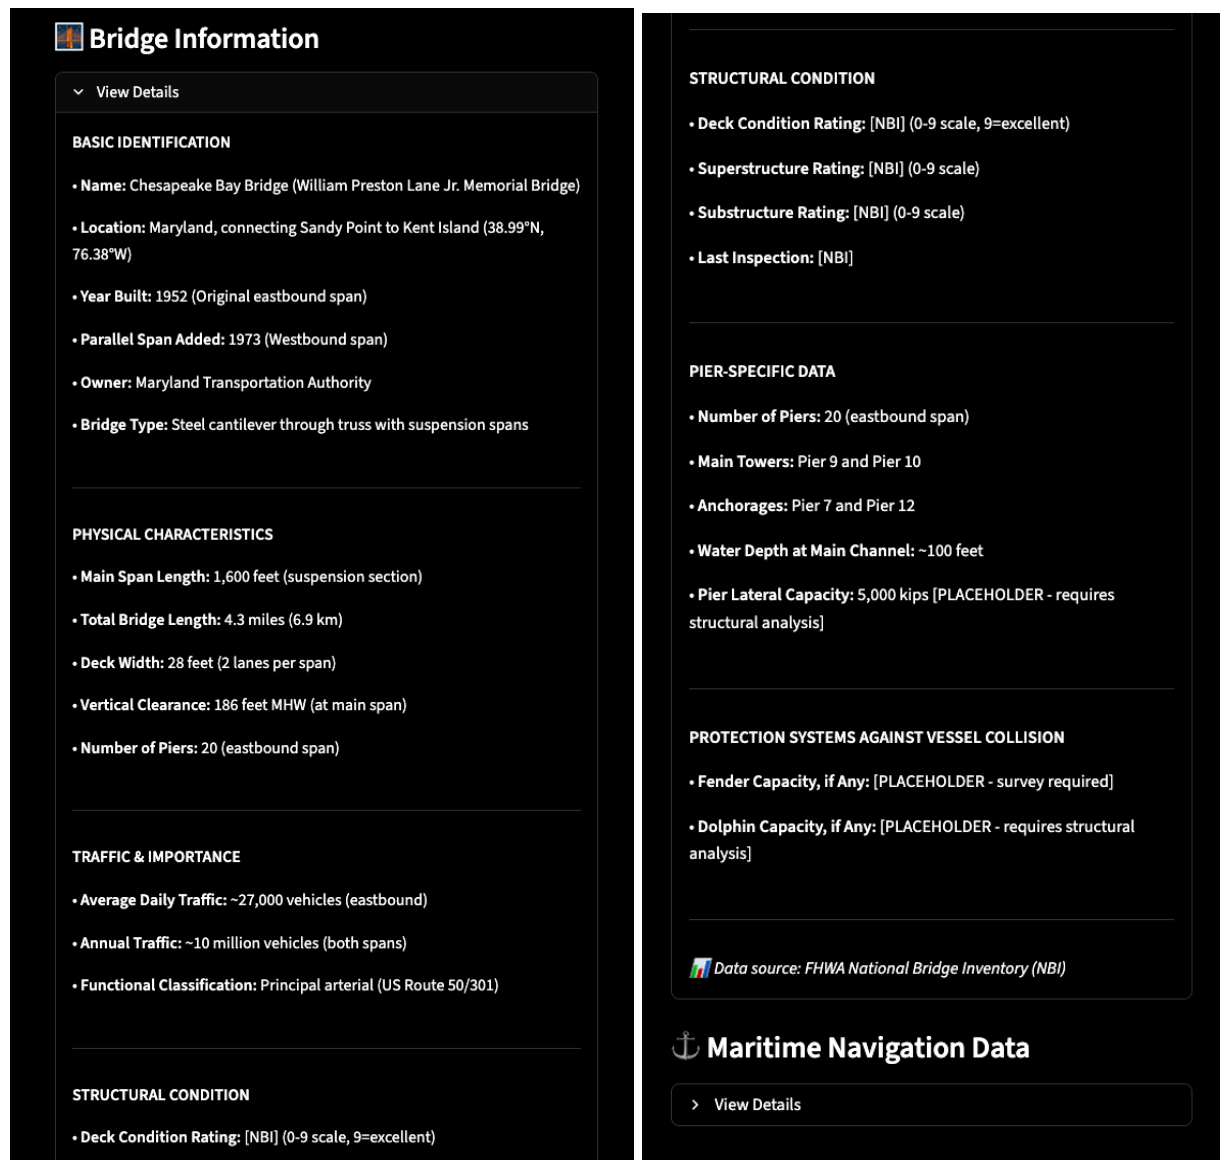 Bridge Information
View Details
BASIC IDENTIFICATION
• Name: Chesapeake Bay Bridge (William Preston Lane Jr. Memorial Bridge)
• Location: Maryland, connecting Sandy Point to Kent Island (38.99°N,
76.38°W)
• Year Built: 1952 (Original eastbound span)
• Parallel Span Added: 1973 (Westbound span)
• Owner: Maryland Transportation Authority
• Bridge Type: Steel cantilever through truss with suspension spans
PHYSICAL CHARACTERISTICS
• Main Span Length: 1,600 feet (suspension section)
• Total Bridge Length: 4.3 miles (6.9 km)
• Deck Width: 28 feet (2 lanes per span)
• Vertical Clearance: 186 feet MHW (at main span)
• Number of Piers: 20 (eastbound span)
TRAFFIC & IMPORTANCE
• Average Daily Traffic: ~27,000 vehicles (eastbound)
• Annual Traffic: ~10 million vehicles (both spans)
• Functional Classification: Principal arterial (US Route 50/301)
STRUCTURAL CONDITION
• Deck Condition Rating: [NBI] (0-9 scale, 9=excellent)
STRUCTURAL CONDITION
• Deck Condition Rating: [NBI] (0-9 scale, 9=excellent)
• Superstructure Rating: [NBI] (0-9 scale)
• Substructure Rating: [NBI] (0-9 scale)
• Last Inspection: [NBI]
PIER-SPECIFIC DATA
• Number of Piers: 20 (eastbound span)
• Main Towers: Pier 9 and Pier 10
• Anchorages: Pier 7 and Pier 12
• Water Depth at Main Channel: ~100 feet
• Pier Lateral Capacity: 5,000 kips [PLACEHOLDER - requires
structural analysis]
PROTECTION SYSTEMS AGAINST VESSEL COLLISION
• Fender Capacity, if Any: [PLACEHOLDER - survey required]
• Dolphin Capacity, if Any: [PLACEHOLDER - requires structural
analysis]
Data source: FHWA National Bridge Inventory (NBI)
Maritime Navigation Data
View Details